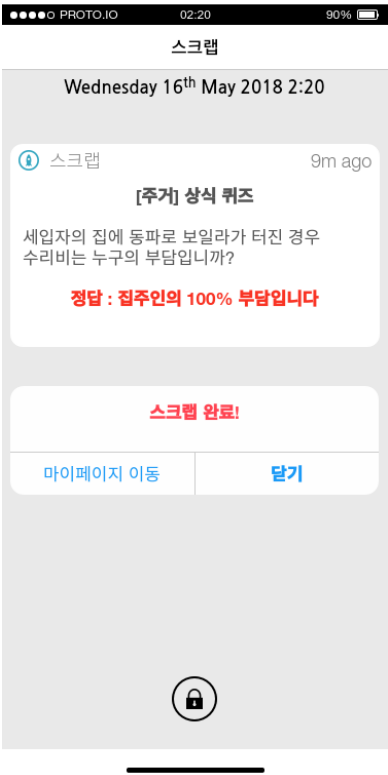 PROTO.IO 02:20 90%
스크랩
Wednesday 16th May 2018 2:20
스크랩 9m ago
[주거] 상식 퀴즈
세입자의 집에 동파로 보일라가 터진 경우
수리비는 누구의 부담입니까?
정답 : 집주인의 100% 부담입니다
스크랩 완료!
마이페이지 이동 닫기